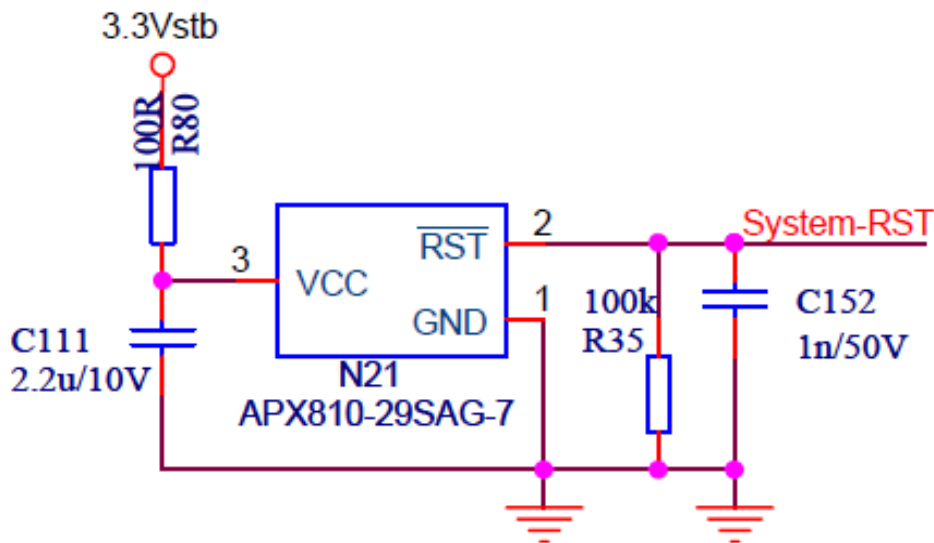 3.3Vstb
100R
R80
3
VCC
RST
GND
2
1
System-RST
C111
2.2u/10V
N21
APX810-29SAG-7
100k
R35
C152
1n/50V